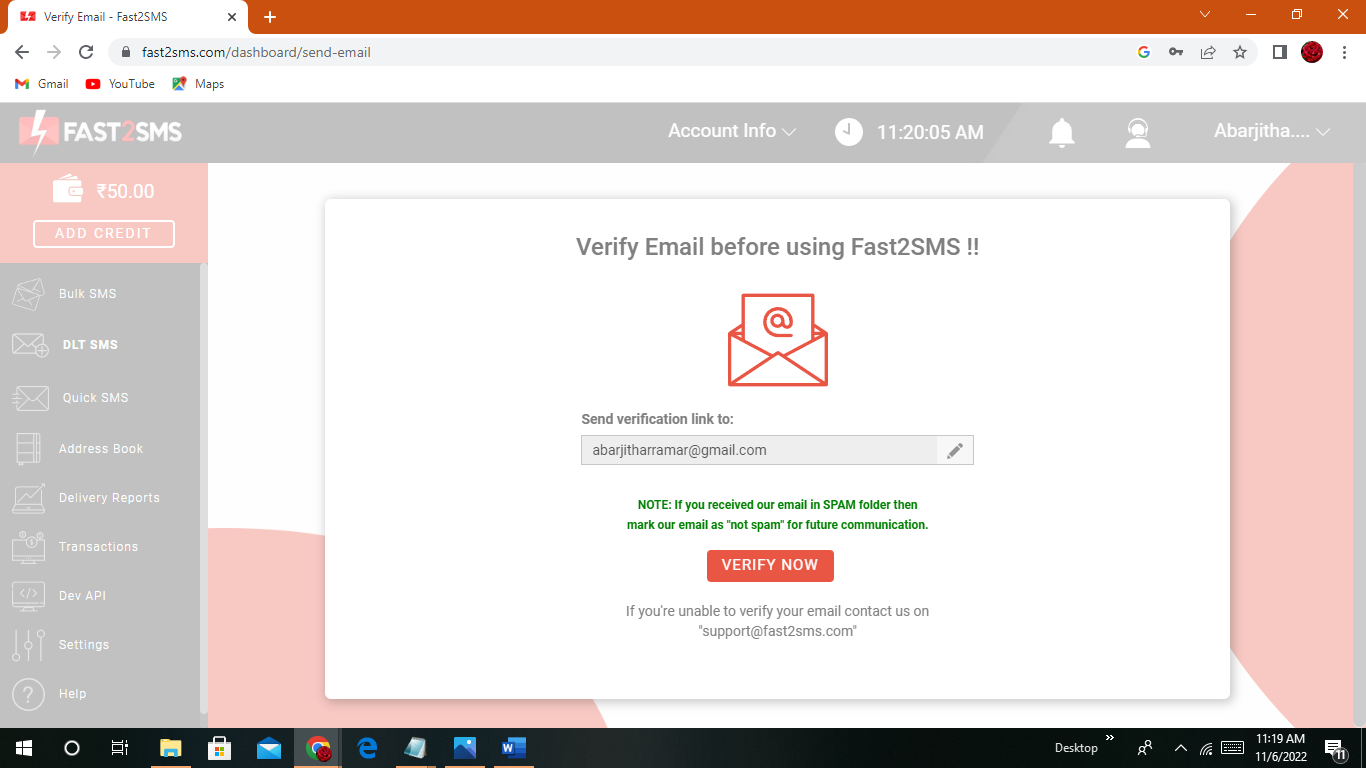 Verify Email - Fast2SMS
fast2sms.com/dashboard/send-email
Gmail
YouTube
Maps
FAST2SMS
Account Info
11:20:05 AM
Abarjitha....
₹50.00
ADD CREDIT
Bulk SMS
DLT SMS
Quick SMS
Address Book
Delivery Reports
Transactions
Dev API
Settings
Help
Verify Email before using Fast2SMS !!
@
Send verification link to:
abarjitharramar@gmail.com
NOTE: If you received our email in SPAM folder then
mark our email as "not spam" for future communication.
VERIFY NOW
If you're unable to verify your email contact us on
"support@fast2sms.com"
Desktop
11:19 AM
11/6/2022
11